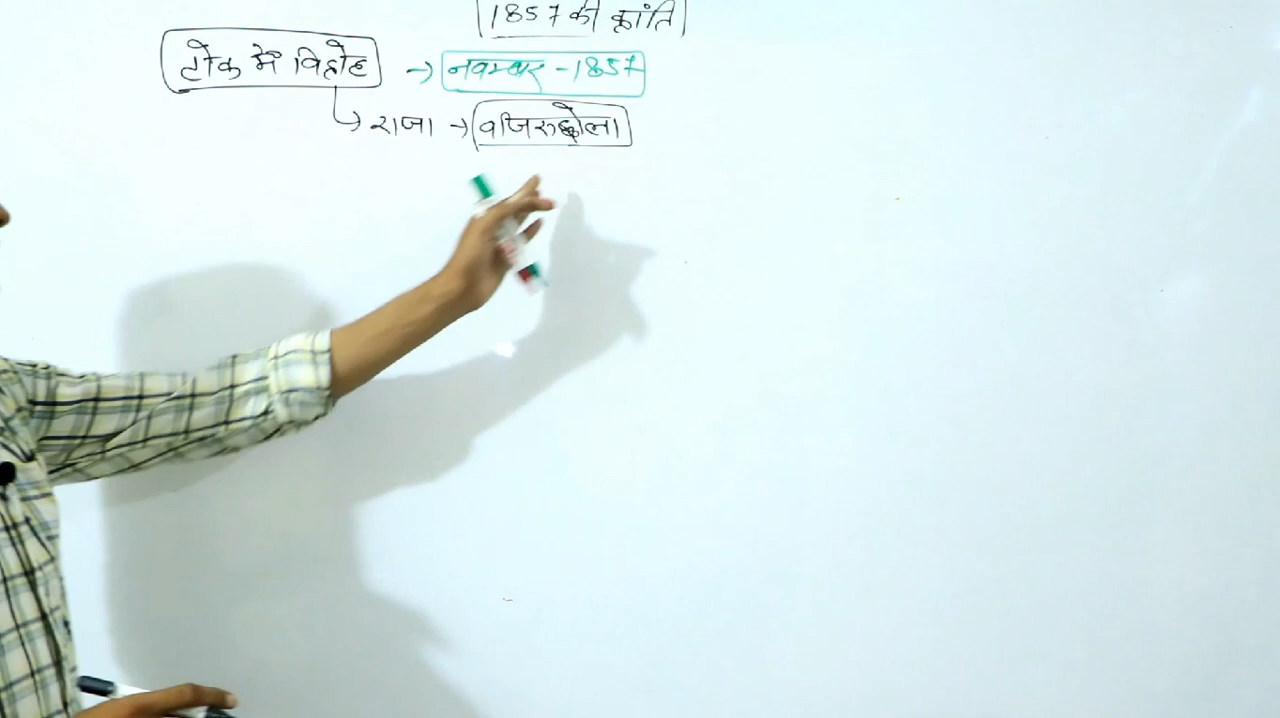 1857 की क्रांति
टोंक में विद्रोह → नवम्बर - 1857
↳ राजा → वजिरुद्दोला